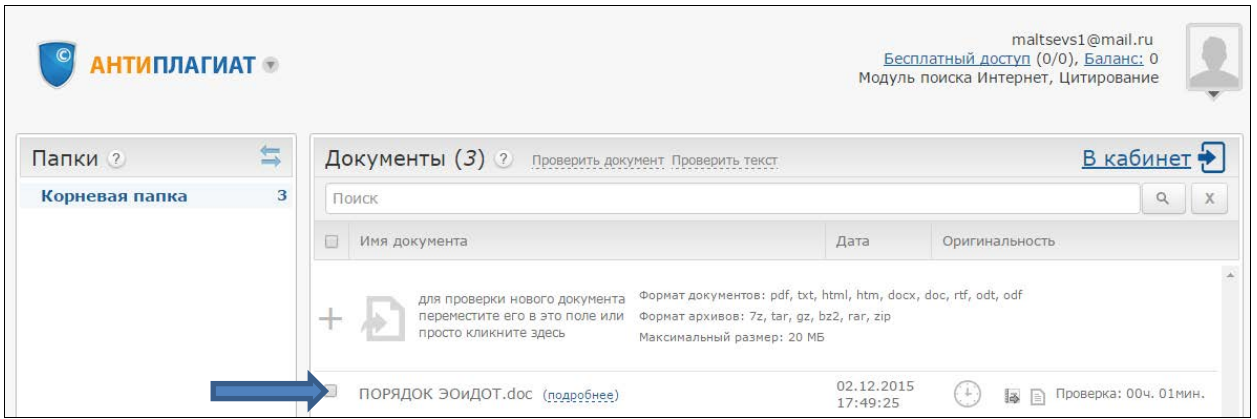 ©
АНТИПЛАГИАТ
maltsevs1@mail.ru
Бесплатный доступ (0/0), Баланс: 0
Модуль поиска Интернет, Цитирование
Папки ?
Корневая папка 3
Документы (3) ? Проверить документ Проверить текст В кабинет
Поиск X
Имя документа Дата Оригинальность
для проверки нового документа
переместите его в это поле или
просто кликните здесь
Формат документов: pdf, txt, html, htm, docx, doc, rtf, odt, odf
Формат архивов: 7z, tar, gz, bz2, rar, zip
Максимальный размер: 20 МБ
ПОРЯДОК ЭОиДОТ.doc (подробнее) 02.12.2015
17:49:25
Проверка: 00ч. 01мин.